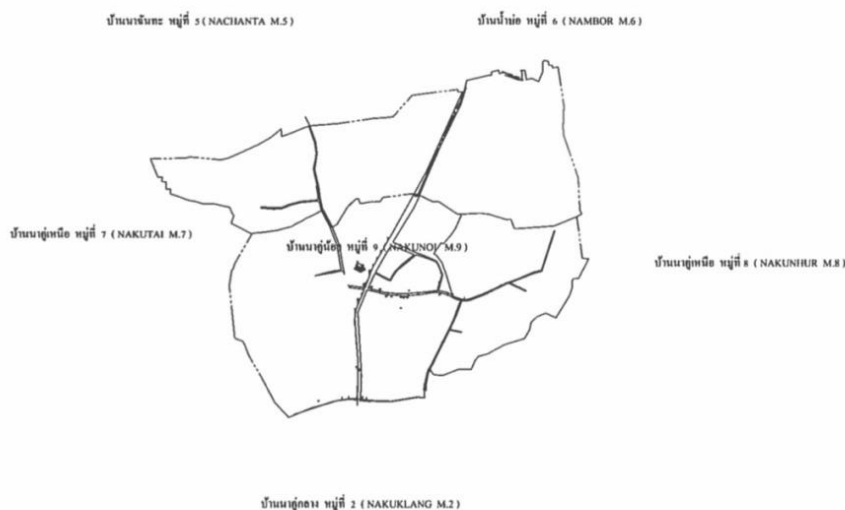 บ้านนาจันทะ หมู่ที่ 5 (NACHANTA M.5)
บ้านน้ำบ่อ หมู่ที่ 6 (NAMBOR M.6)
บ้านนาคู่เหนือ หมู่ที่ 7 (NAKUTAI M.7)
บ้านนาคู่น้อย หมู่ที่ 9 (NAKUNOI M.9)
บ้านนาคู่เหนือ หมู่ที่ 8 (NAKUNHUR M.8)
บ้านนาคู่กลาง หมู่ที่ 2 (NAKUKLANG M.2)